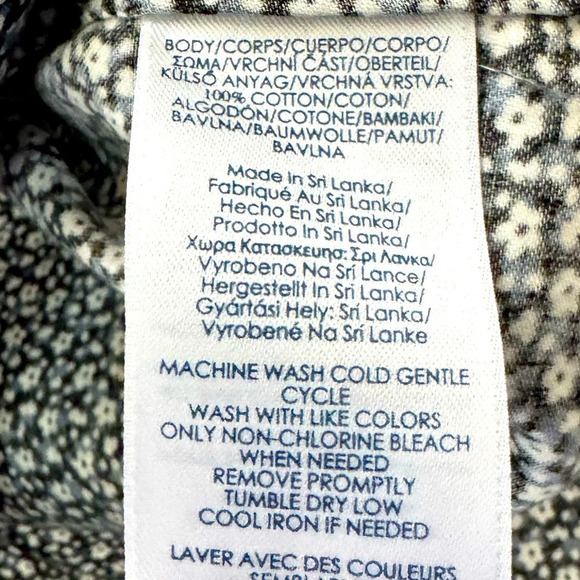 BODY/CORPS/CUERPO/CORPO/
ΣΩΜΑ/VRCHNI ČÁST/OBERTEIL/
KÜLSŐ ANYAG/VRCHNÁ VRSTVA:
100% COTTON/COTON/
ALGODÓN/COTONE/BAMBAKI/
BAVLNA/BAUMWOLLE/PAMUT/
BAVLNA
Made In Sri Lanka/
Fabriqué Au Sri Lanka/
Hecho En Sri Lanka/
Prodotto In Sri Lanka/
Χωρα Κατασκευησ: Σρι Λανκα/
Vyrobeno Na Srí Lance/
Hergestellt In Sri Lanka/
Gyártási Hely: Srí Lanka/
Vyrobené Na Srí Lanke
MACHINE WASH COLD GENTLE
CYCLE
WASH WITH LIKE COLORS
ONLY NON-CHLORINE BLEACH
WHEN NEEDED
REMOVE PROMPTLY
TUMBLE DRY LOW
COOL IRON IF NEEDED
LAVER AVEC DES COULEURS